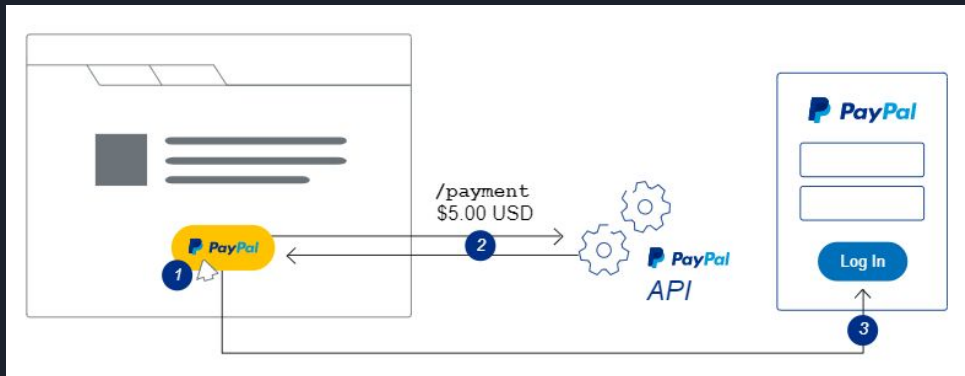 PayPal
/payment
$5.00 USD
PayPal
1
2
PayPal
API
Log In
3